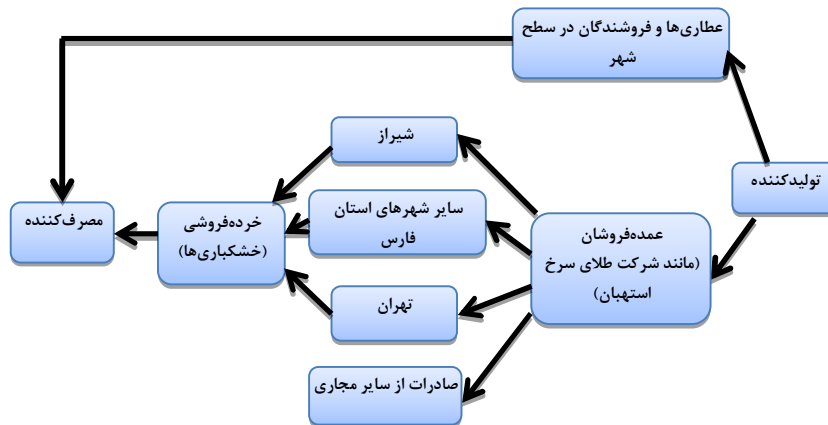 عطاری‌ها و فروشندگان در سطح
شهر
تولیدکننده
عمده‌فروشان
(مانند شرکت طلای سرخ
استهبان)
شیراز
سایر شهرهای استان
فارس
تهران
صادرات از سایر مجاری
خرده‌فروشی
(خشکباری‌ها)
مصرف‌کننده